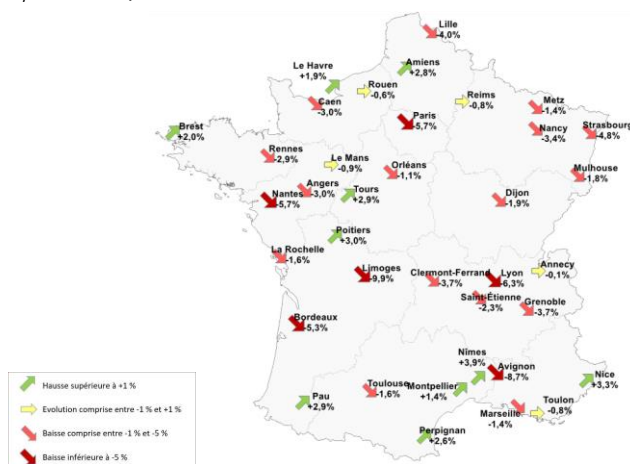 Lille
-4,0%
Le Havre
+1,9%
Amiens
+2,8%
Rouen
-0,6%
Reims
-0,8%
Metz
-1,4%
Caen
-3,0%
Paris
-5,7%
Nancy
-3,4%
Strasbourg
-4,8%
Brest
+2,0%
Rennes
-2,9%
Le Mans
-0,9%
Orléans
-1,1%
Mulhouse
-1,8%
Angers
-3,0%
Nantes
-5,7%
Tours
+2,9%
Dijon
-1,9%
Poitiers
+3,0%
La Rochelle
-1,6%
Limoges
-9,9%
Clermont-Ferrand
-3,7%
Lyon
-6,3%
Annecy
-0,1%
Saint-Étienne
-2,3%
Grenoble
-3,7%
Bordeaux
-5,3%
Nîmes
+3,9%
Avignon
-8,7%
Nice
+3,3%
Toulouse
-1,6%
Montpellier
+1,4%
Pau
+2,9%
Toulon
-0,8%
Marseille
-1,4%
Perpignan
+2,6%
Hausse supérieure à +1 %
Evolution comprise entre -1 % et +1 %
Baisse comprise entre -1 % et -5 %
Baisse inférieure à -5 %